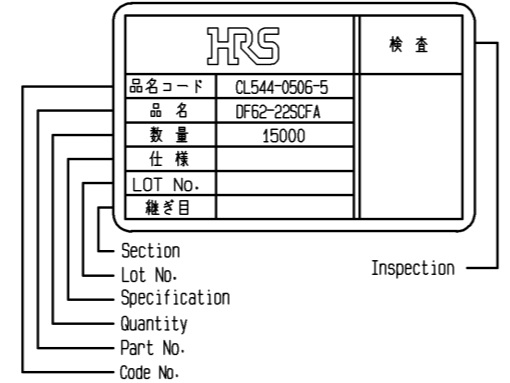 HRS
検 査
品名コード CL544-0506-5
品 名 DF62-22SCFA
数 量 15000
仕 様
LOT No.
継ぎ目
Section
Lot No.
Inspection
Specification
Quantity
Part No.
Code No.